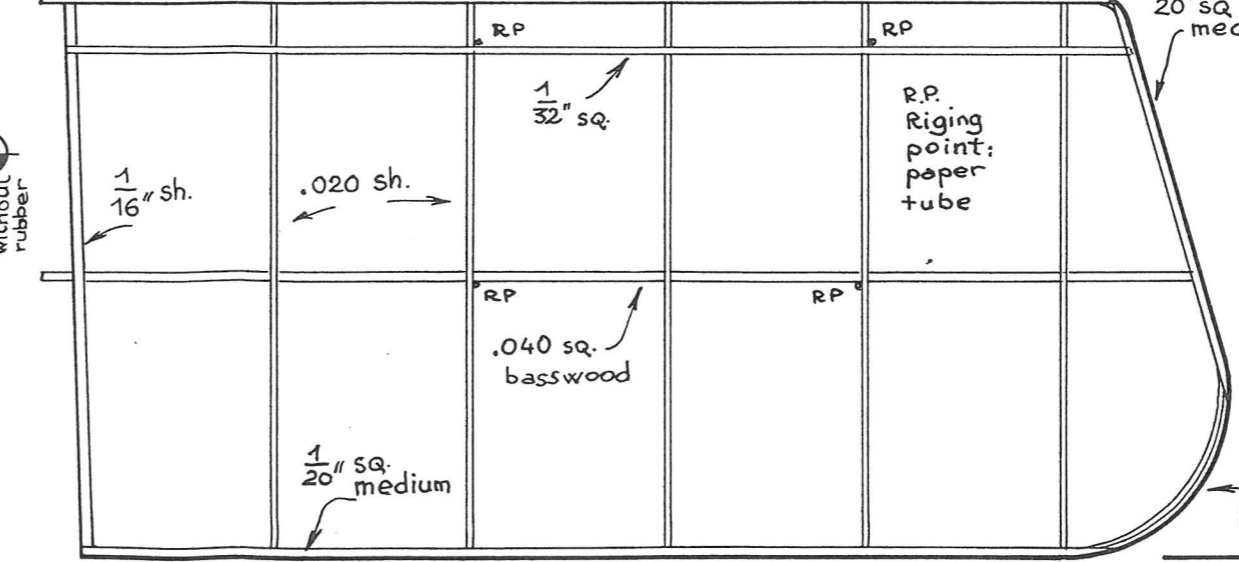 20 SQ
RP
RP
1/32" SQ.
R.P.
Riging
point:
paper
tube
without
rubber
1/16" sh.
.020 sh.
RP
RP
.040 SQ.
basswood
1/20" SQ.
medium